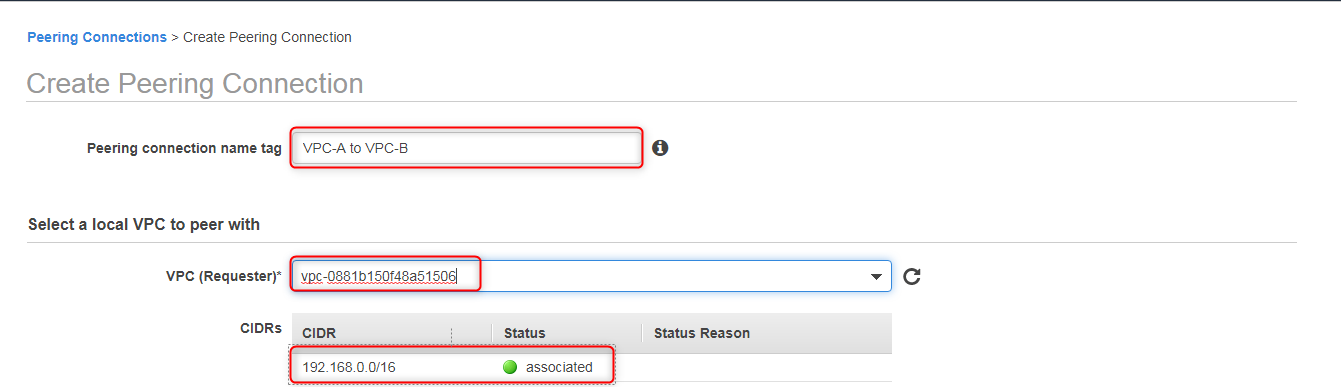 Peering Connections > Create Peering Connection
Create Peering Connection
Peering connection name tag VPC-A to VPC-B
Select a local VPC to peer with
VPC (Requester)* vpc-0881b150f48a51506
CIDRs CIDR Status Status Reason
192.168.0.0/16 associated